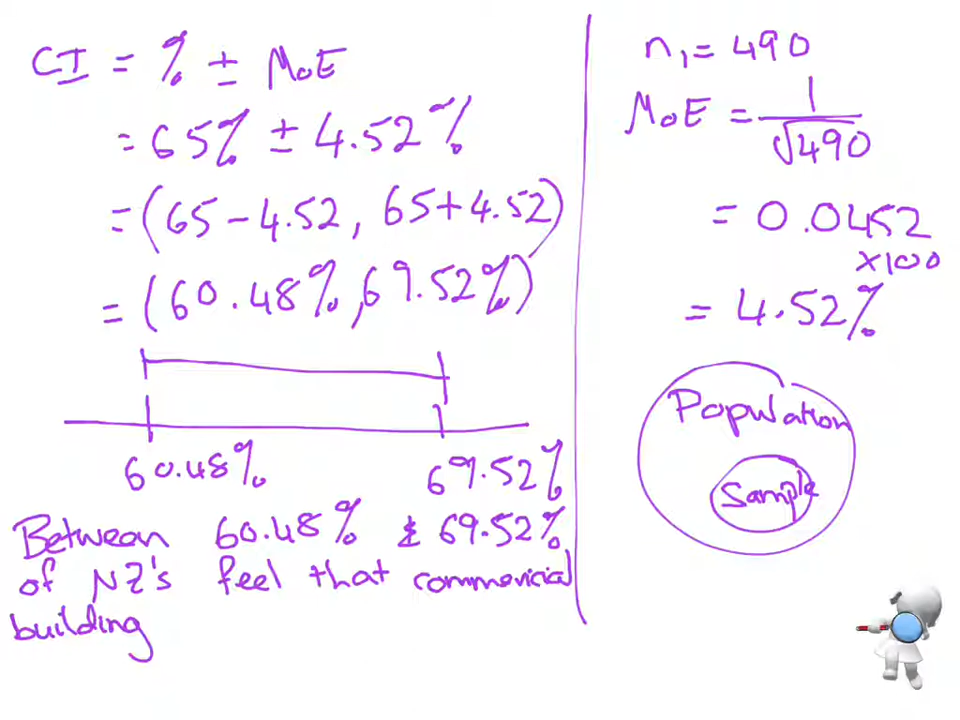 CI = % ± MoE
= 65% ± 4.52%
= (65 - 4.52, 65 + 4.52)
= (60.48%, 69.52%)
60.48% 69.52%
Between 60.48% & 69.52%
of NZ's feel that commericial
building
n₁ = 490
MoE = 1/√490
= 0.0452
×100
= 4.52%
Population
Sample